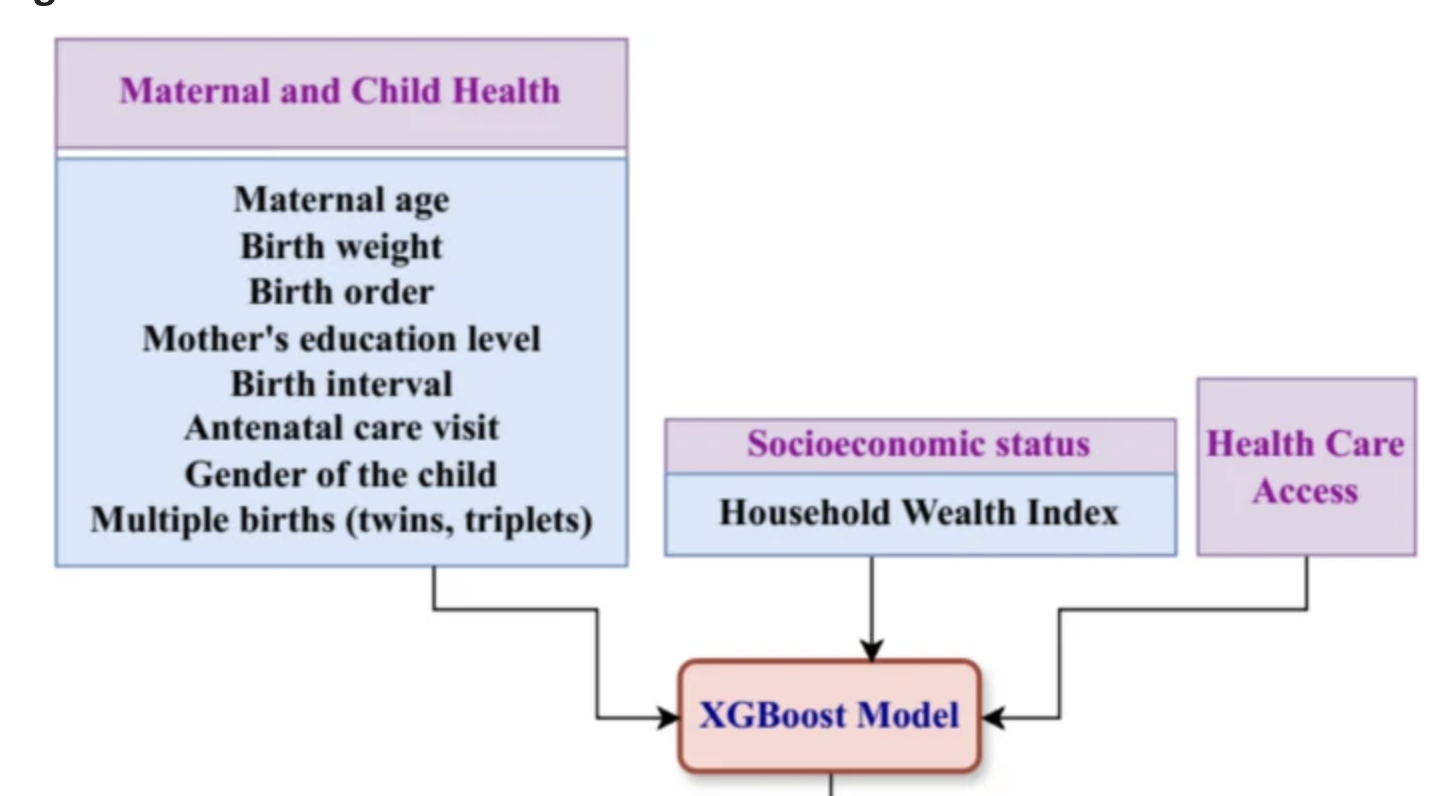 Maternal and Child Health
Maternal age
Birth weight
Birth order
Mother's education level
Birth interval
Antenatal care visit
Gender of the child
Multiple births (twins, triplets)
Socioeconomic status
Household Wealth Index
Health Care
Access
XGBoost Model